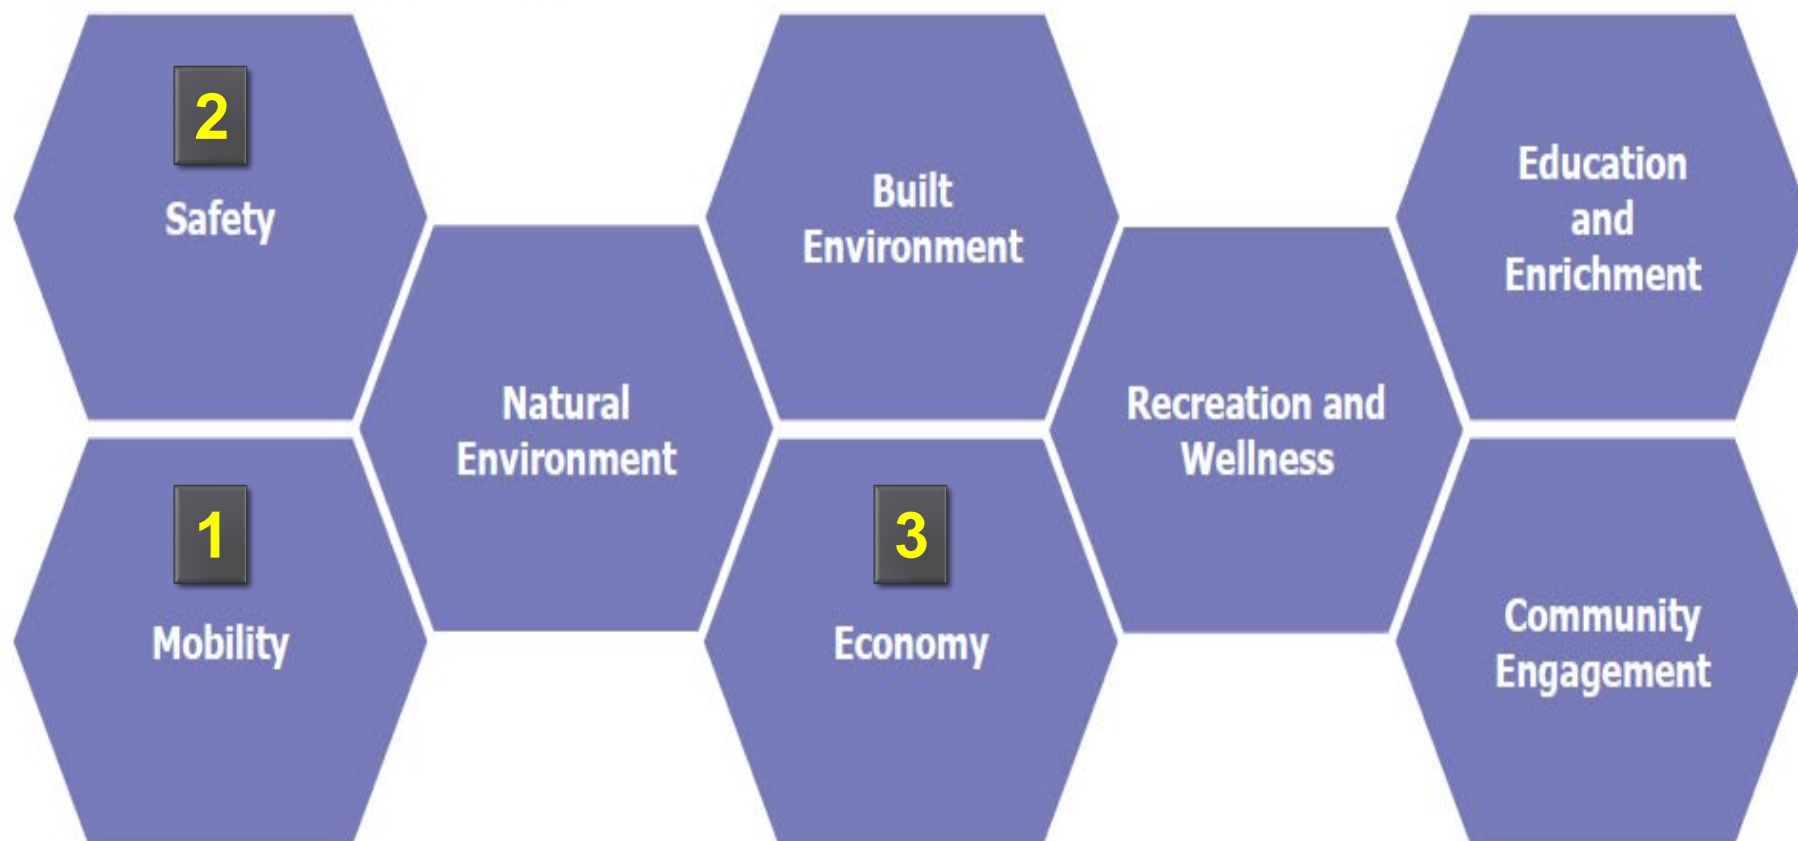 2
Safety
1
Mobility
Natural
Environment
Built
Environment
3
Economy
Recreation and
Wellness
Education
and
Enrichment
Community
Engagement